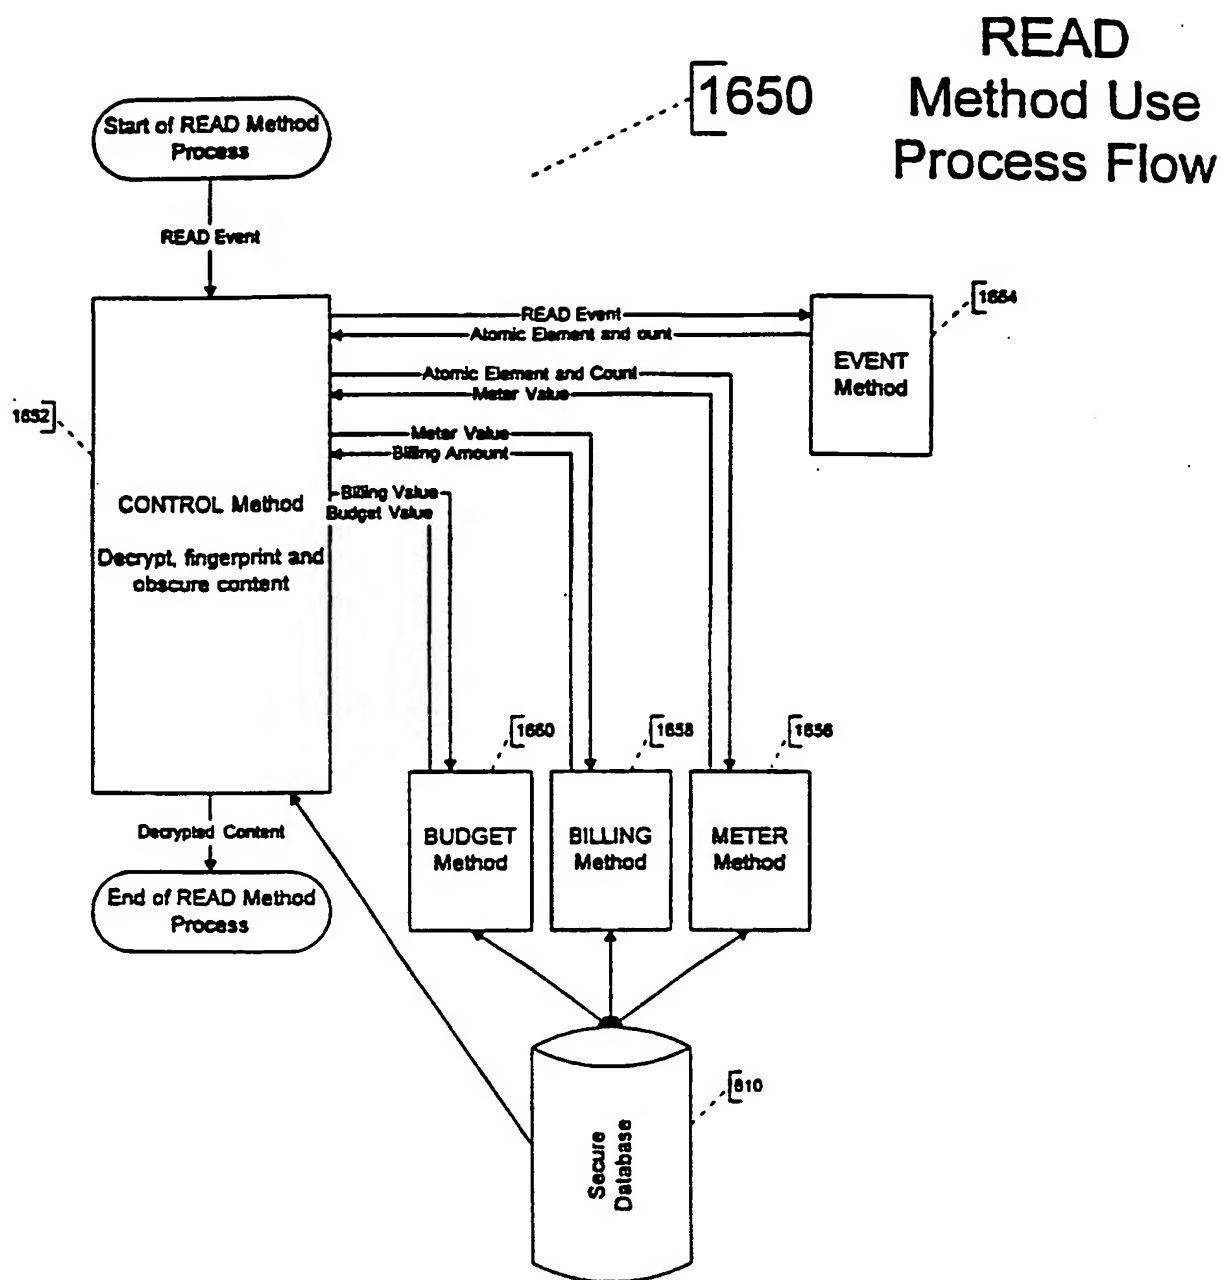 READ
Method Use
Process Flow
1650
Start of READ Method
Process
READ Event
READ Event
Atomic Element and ount
1654
EVENT
Method
Atomic Element and Count
Meter Value
1652
Meter Value
Billing Amount
Billing Value
Budget Value
CONTROL Method
Decrypt, fingerprint and
obscure content
1660
1658
1656
BUDGET
Method
BILLING
Method
METER
Method
Decrypted Content
End of READ Method
Process
610
Secure
Database